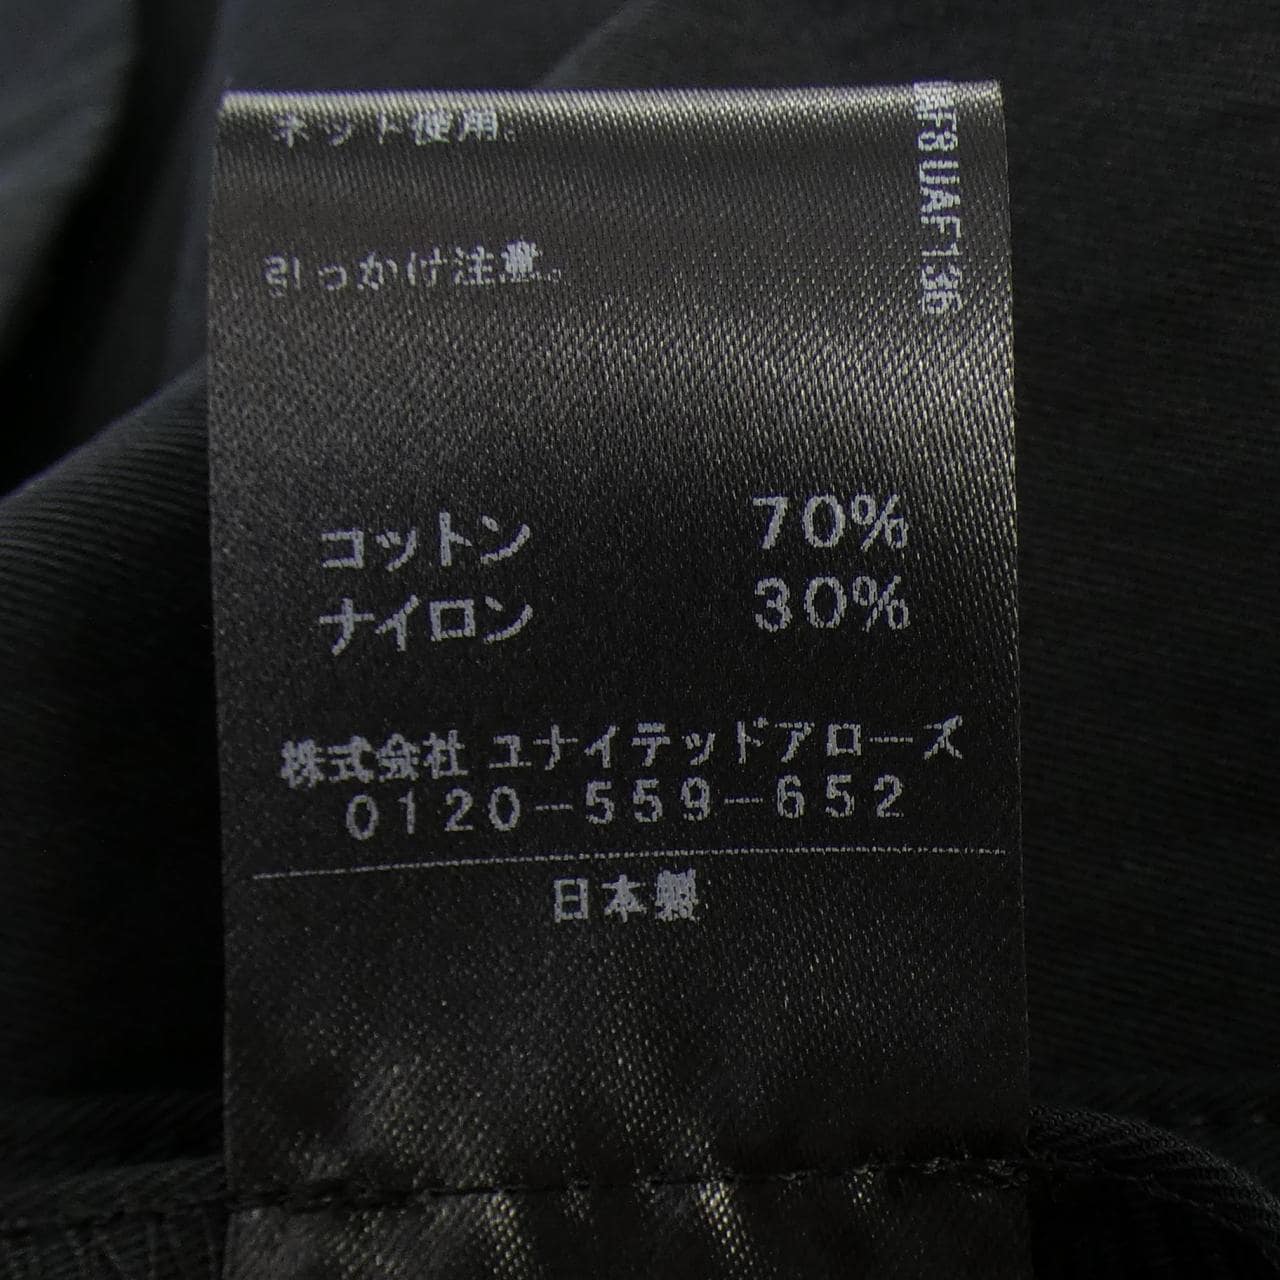 ネット使用。
引っかけ注意。
コットン 70%
ナイロン 30%
株式会社 ユナイテッドアローズ
0120-559-652
日本製